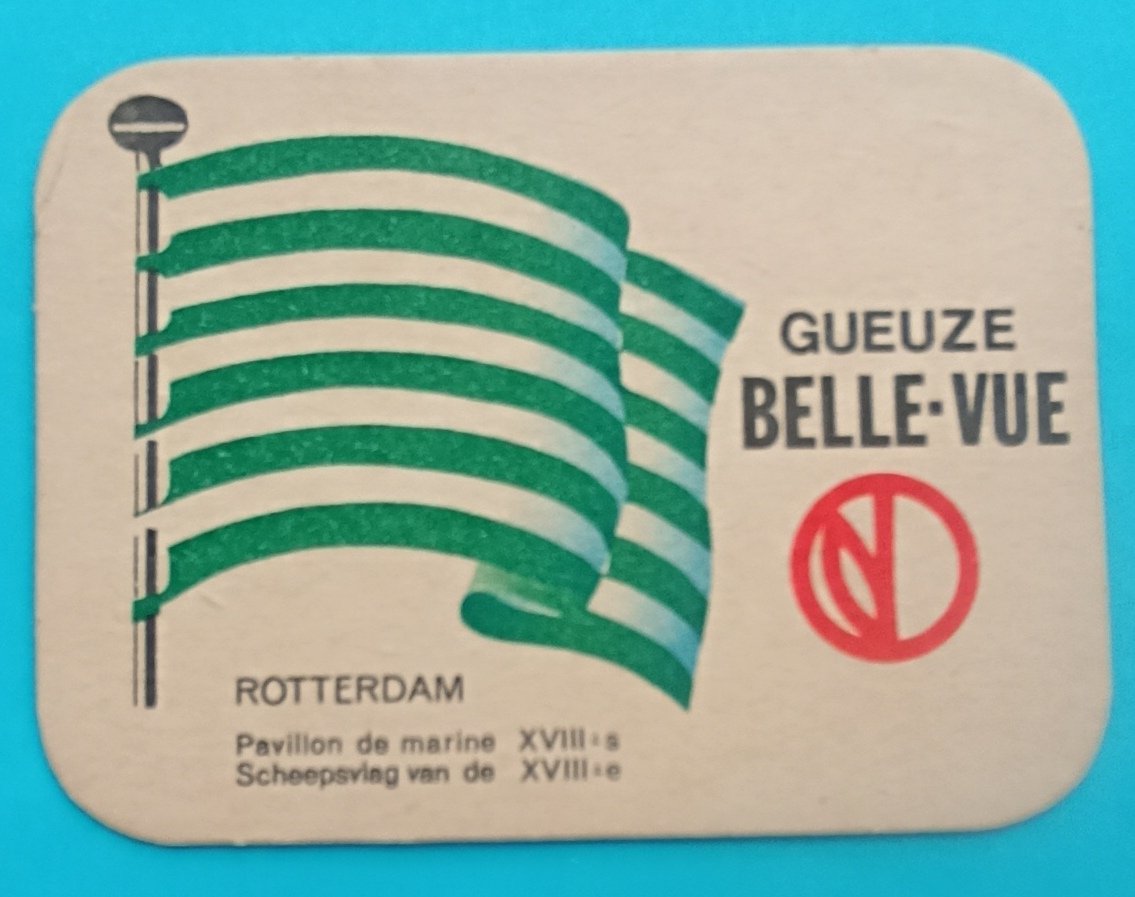 GUEUZE
BELLE·VUE
ROTTERDAM
Pavillon de marine XVIII:s
Scheepsvlag van de XVIII:e